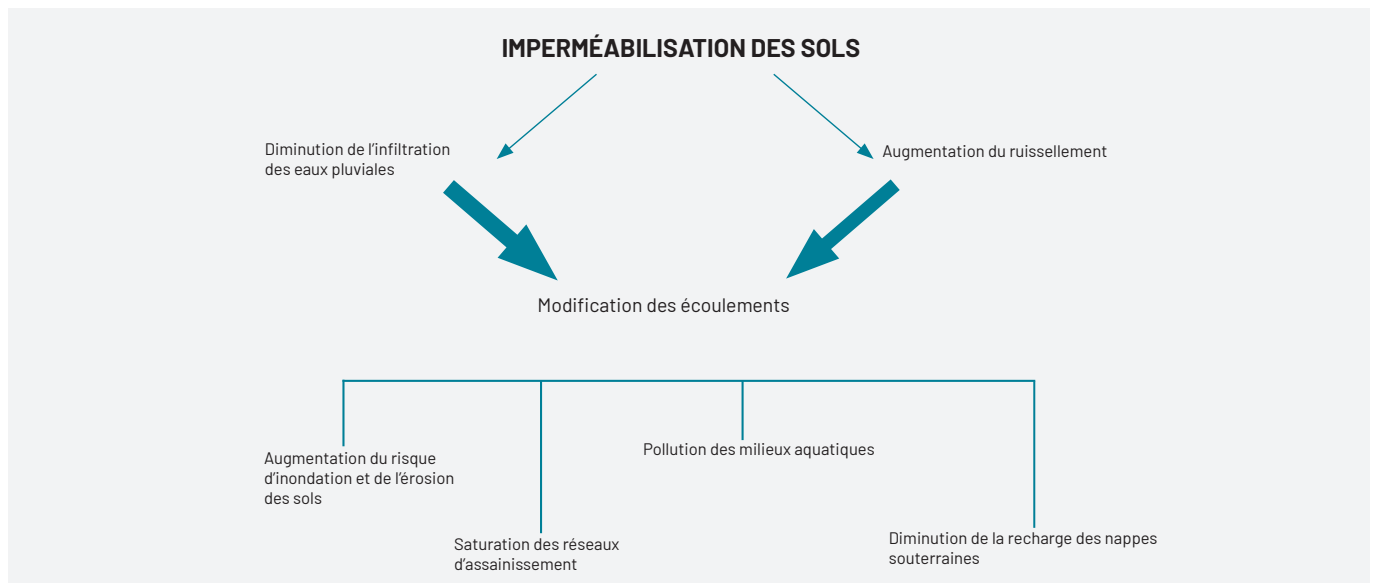 IMPERMÉABILISATION DES SOLS
Diminution de l’infiltration
des eaux pluviales
Augmentation du ruissellement
Modification des écoulements
Augmentation du risque
d’inondation et de l’érosion
des sols
Saturation des réseaux
d’assainissement
Pollution des milieux aquatiques
Diminution de la recharge des nappes
souterraines